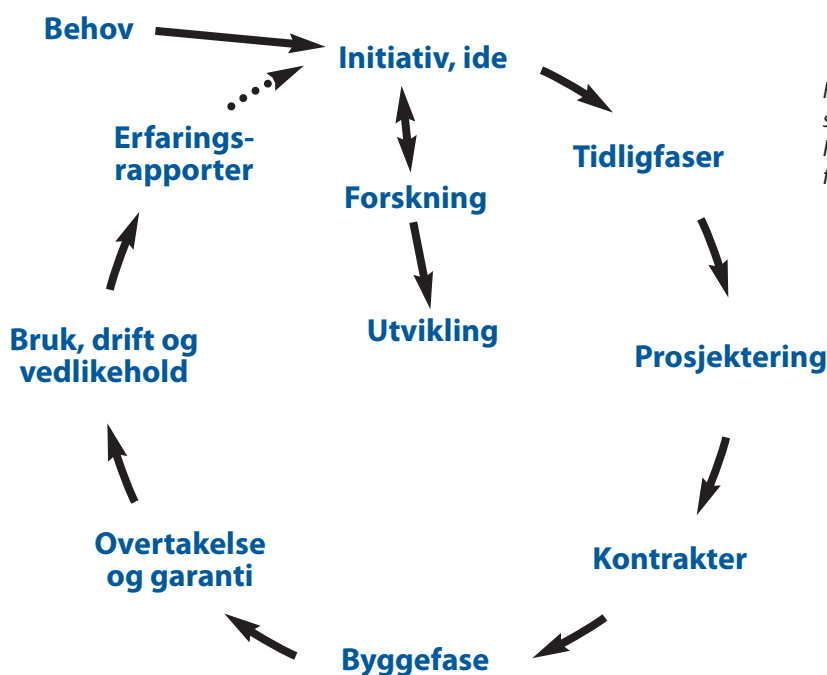 Behov
Initiativ, ide
Erfarings-
rapporter
Tidligfaser
Forskning
Utvikling
Bruk, drift og
vedlikehold
Prosjektering
Overtakelse
og garanti
Kontrakter
Byggefase